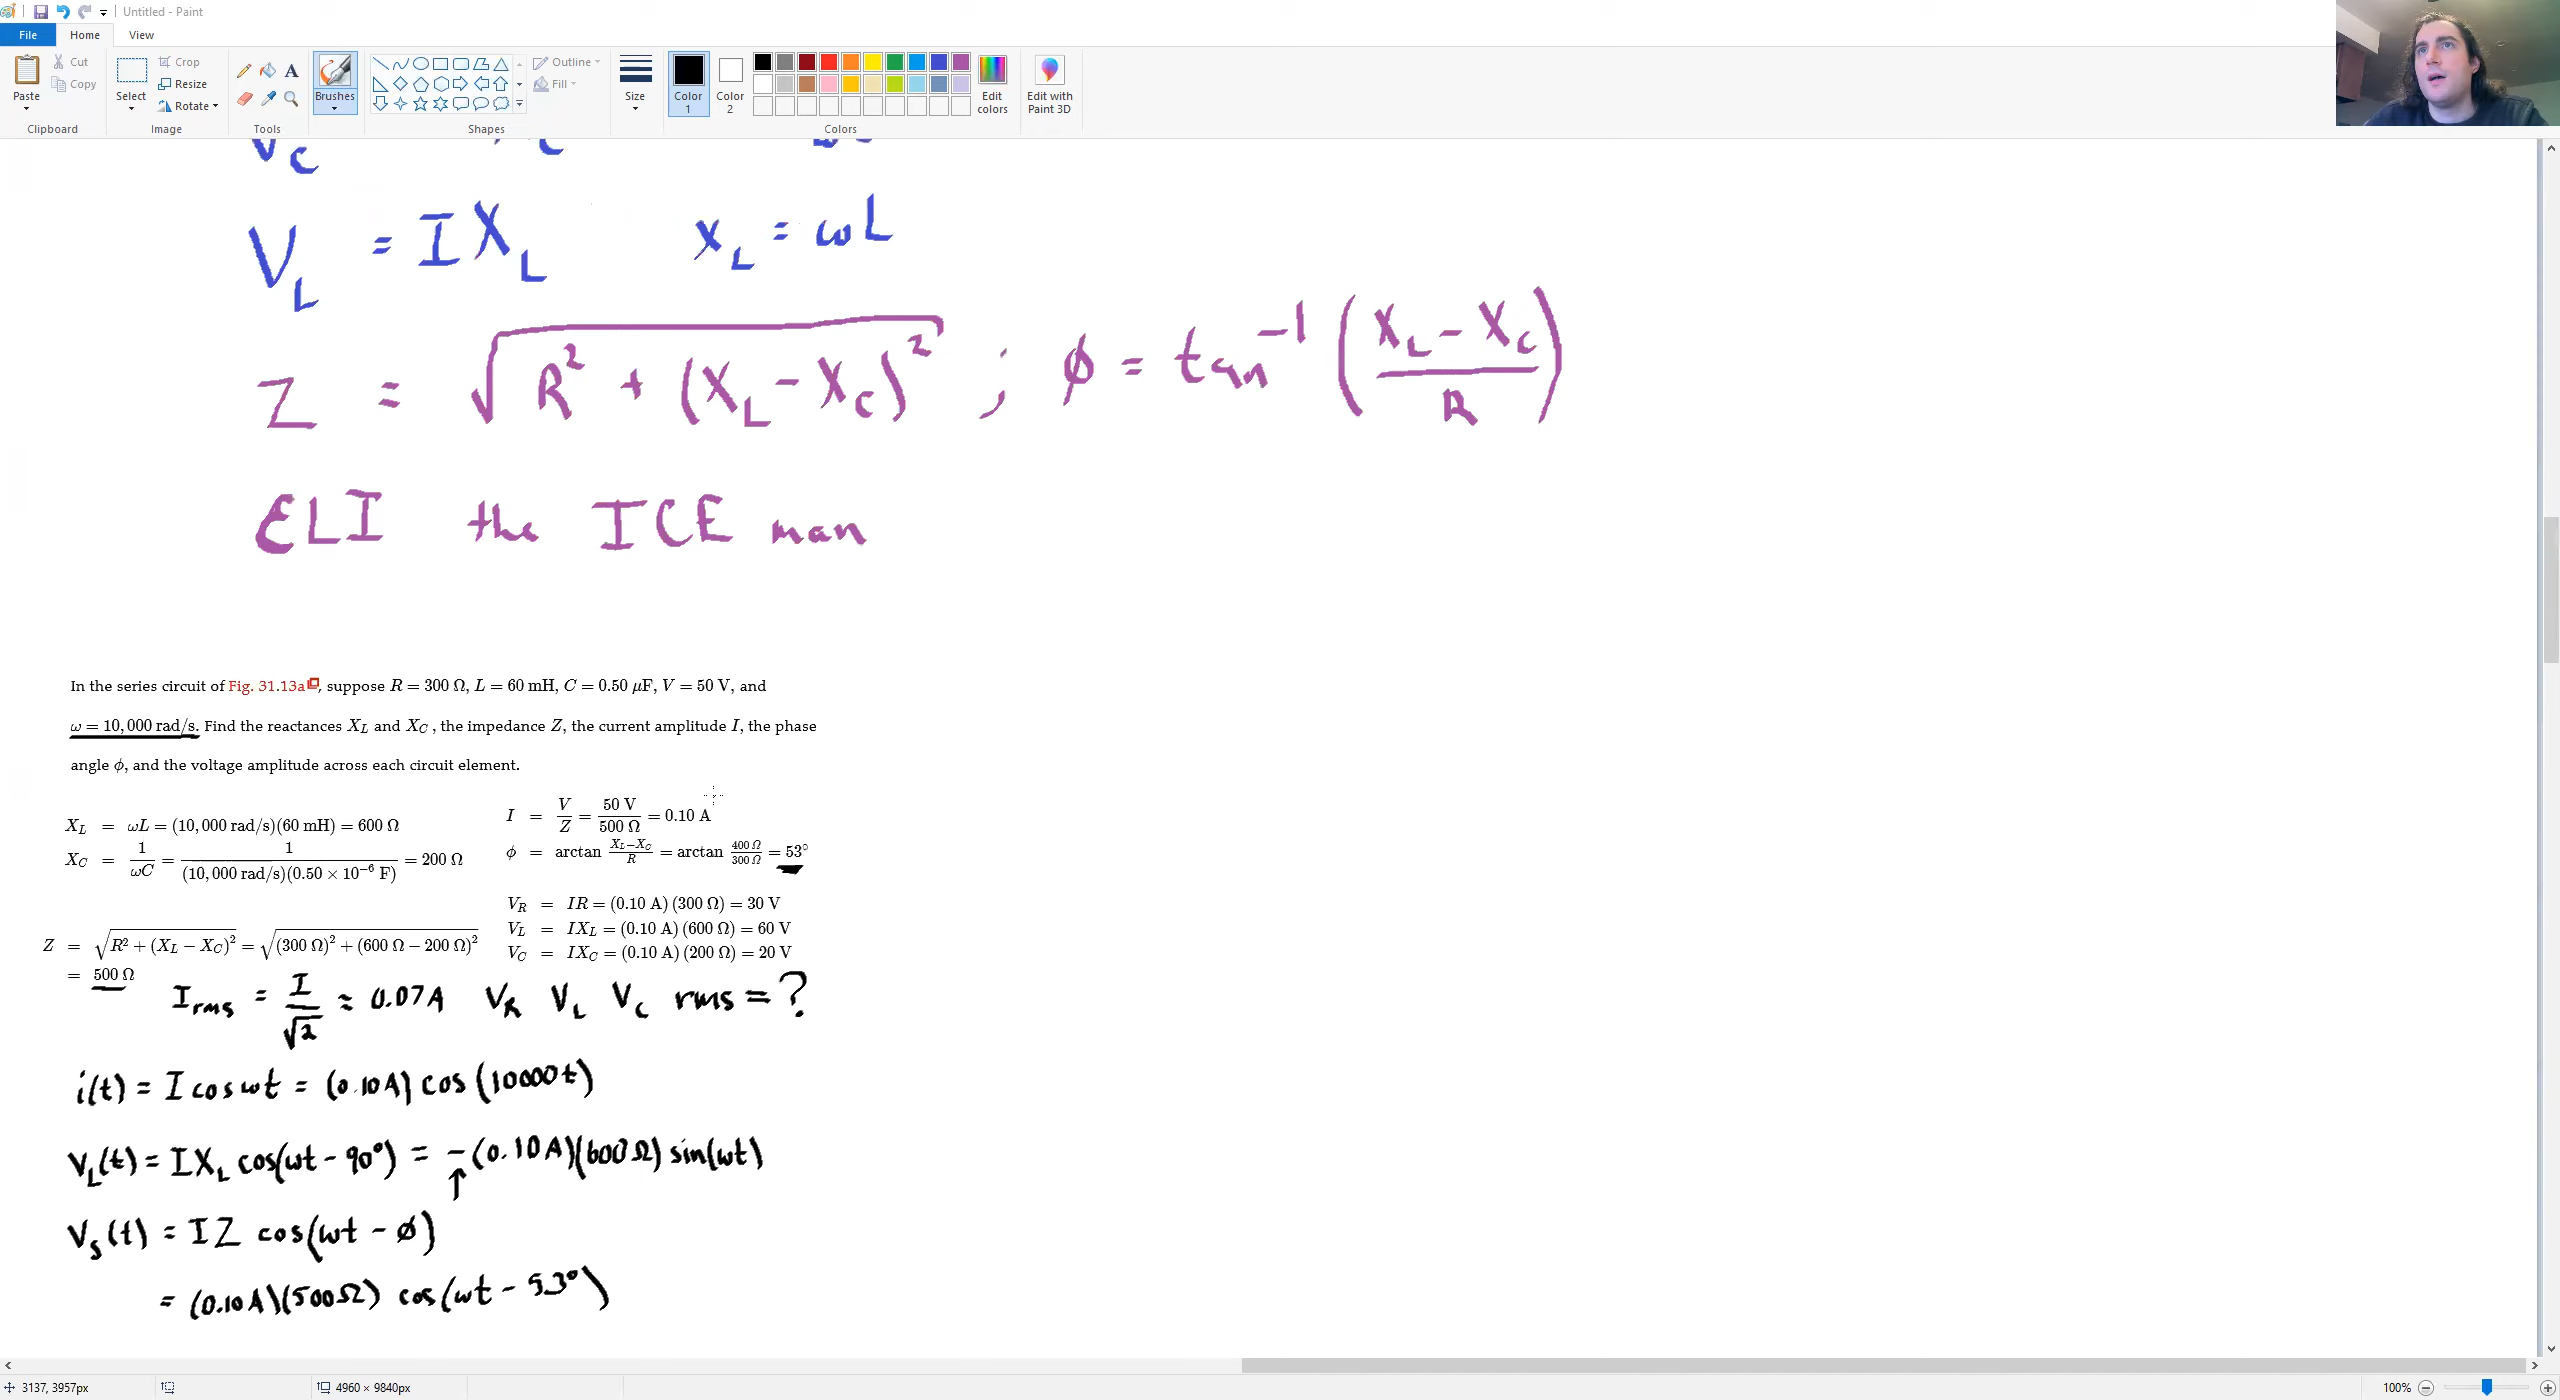 Untitled - Paint
File Home View
Paste Cut Copy Clipboard
Select Crop Resize Rotate Image
Tools
Brushes
Shapes Outline Fill
Size
Color 1 Color 2 Edit colors Colors
Edit with Paint 3D
V_C
V_L = I X_L    X_L = ωL
Z = √(R² + (X_L - X_C)²) ; ϕ = tan⁻¹ ((X_L - X_C)/R)
ELI the ICE man
In the series circuit of Fig. 31.13a, suppose R = 300 Ω, L = 60 mH, C = 0.50 μF, V = 50 V, and
ω = 10,000 rad/s. Find the reactances X_L and X_C , the impedance Z, the current amplitude I, the phase
angle ϕ, and the voltage amplitude across each circuit element.
X_L = ωL = (10,000 rad/s)(60 mH) = 600 Ω
X_C = 1/(ωC) = 1/((10,000 rad/s)(0.50 × 10⁻⁶ F)) = 200 Ω
Z = √(R² + (X_L − X_C)²) = √((300 Ω)² + (600 Ω − 200 Ω)²)
= 500 Ω
I = V/Z = 50 V/500 Ω = 0.10 A
ϕ = arctan (X_L−X_C)/R = arctan 400 Ω/300 Ω = 53°
V_R = IR = (0.10 A) (300 Ω) = 30 V
V_L = IX_L = (0.10 A) (600 Ω) = 60 V
V_C = IX_C = (0.10 A) (200 Ω) = 20 V
I_rms = I/√2 ≈ 0.07A  V_R  V_L  V_C  rms = ?
i(t) = I cos ωt = (0.10A) cos (10000t)
V_L(t) = I X_L cos(ωt - 90°) = -(0.10A)(600Ω) sin(ωt)
↑
V_s(t) = I Z cos(ωt - ϕ)
= (0.10A)(500Ω) cos(ωt - 53°)
3137, 3957px  4960 × 9840px  100%